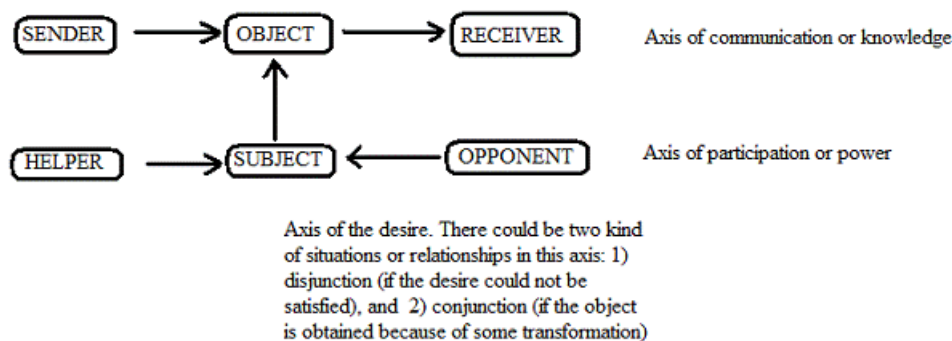 SENDER OBJECT RECEIVER Axis of communication or knowledge
HELPER SUBJECT OPPONENT Axis of participation or power
Axis of the desire. There could be two kind
of situations or relationships in this axis: 1)
disjunction (if the desire could not be
satisfied), and 2) conjunction (if the object
is obtained because of some transformation)